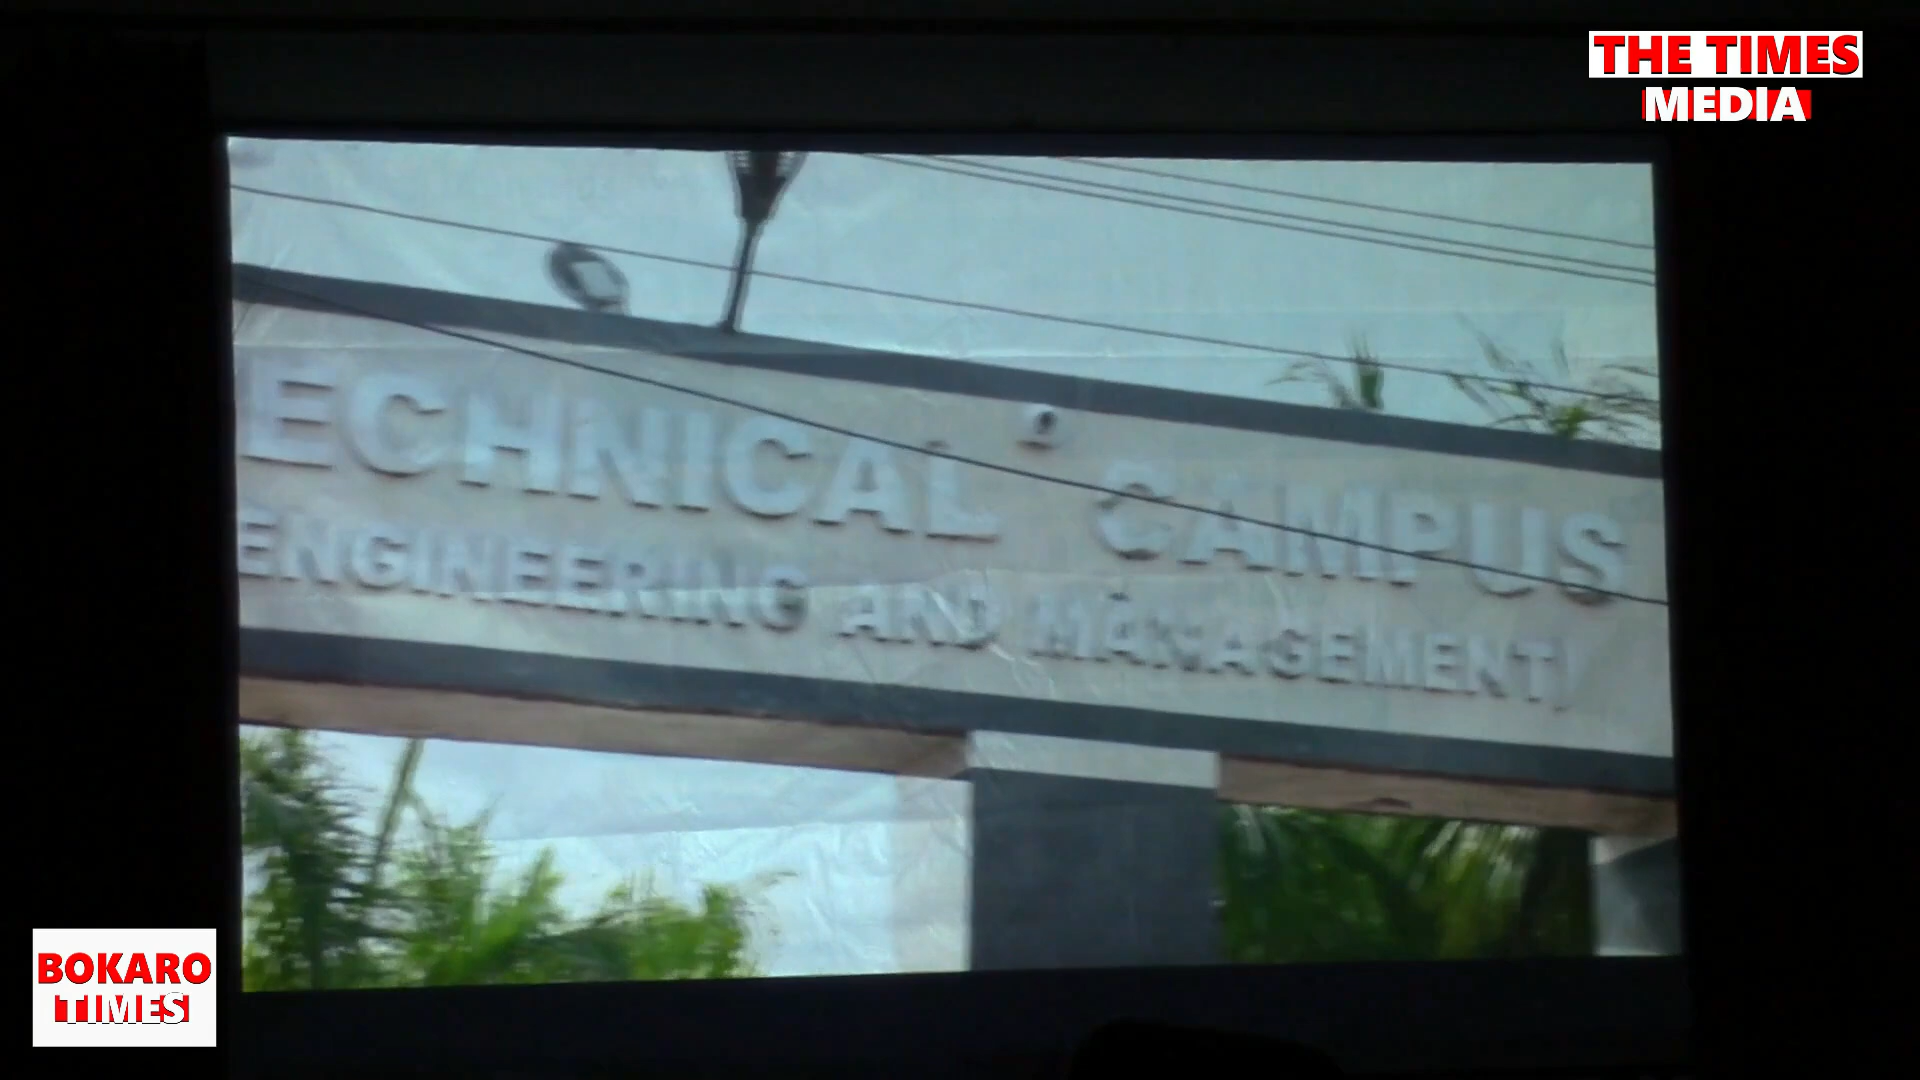 THE TIMES
MEDIA
ECHNICAL CAMPUS
ENGINEERING AND MANAGEMENT)
BOKARO
TIMES